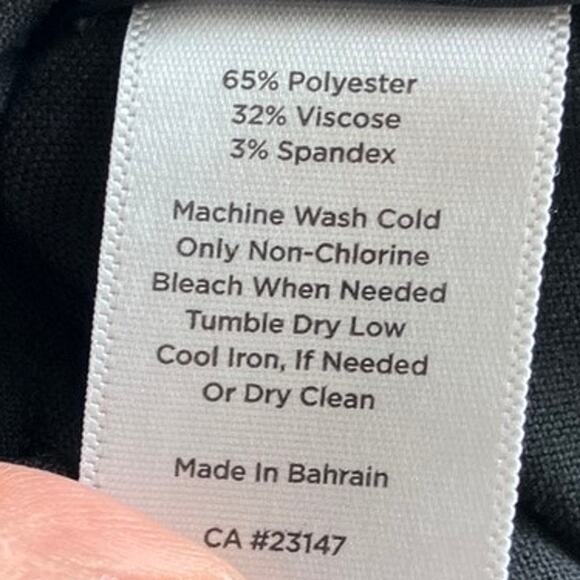 65% Polyester
32% Viscose
3% Spandex
Machine Wash Cold
Only Non-Chlorine
Bleach When Needed
Tumble Dry Low
Cool Iron, If Needed
Or Dry Clean
Made In Bahrain
CA #23147